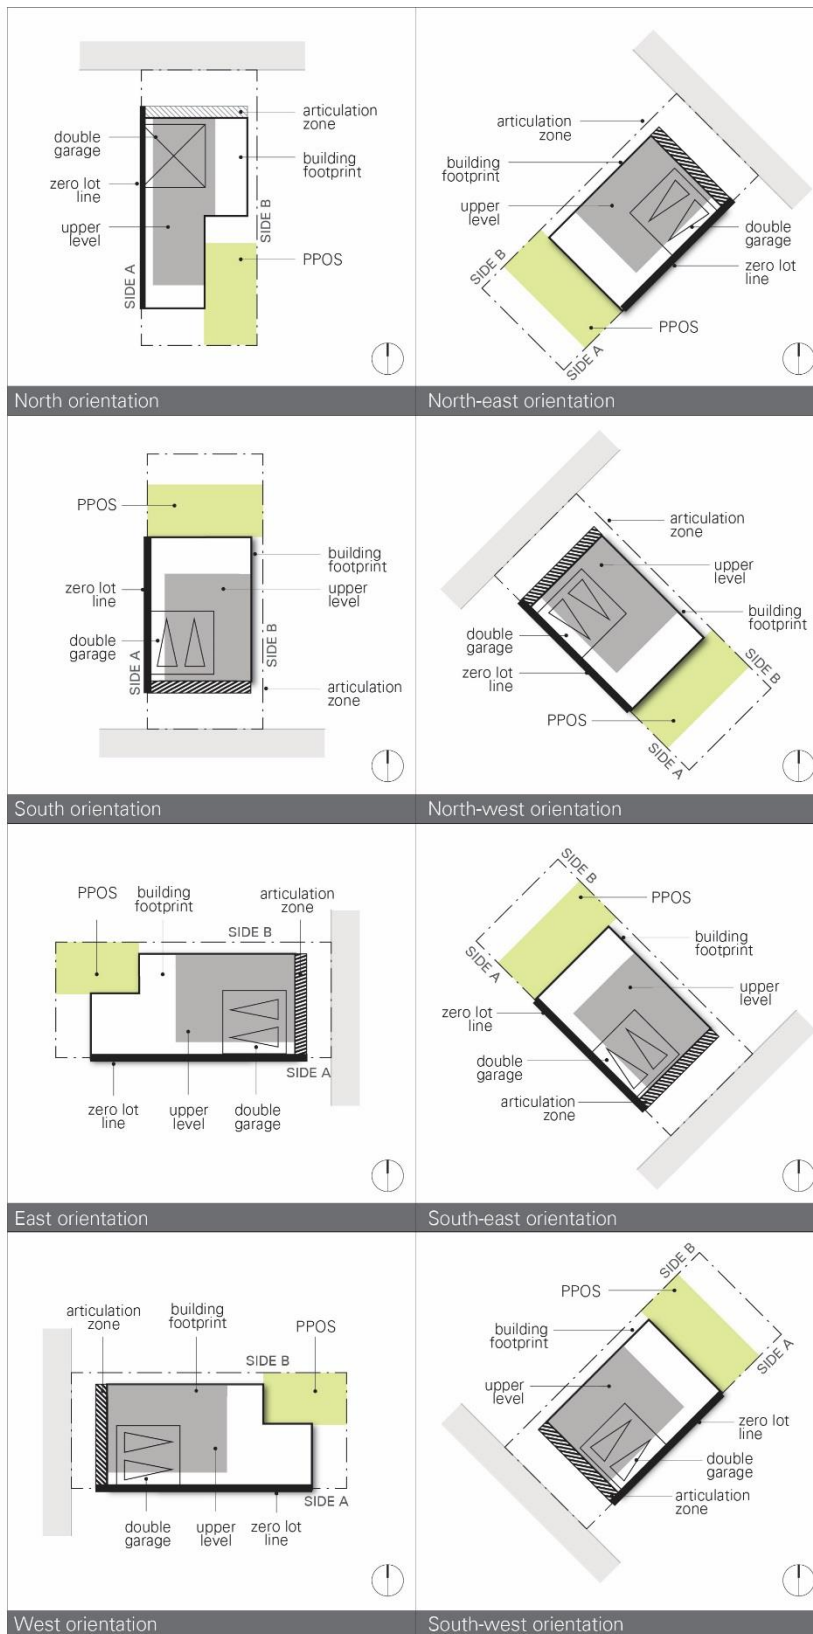 articulation
zone
double
garage
building
footprint
zero lot
line
upper
level
SIDE B
PPOS
SIDE A
North orientation
articulation
zone
building
footprint
upper
level
SIDE B
double
garage
zero lot
line
PPOS
SIDE A
North-east orientation
PPOS
building
footprint
zero lot
line
upper
level
double
garage
SIDE B
SIDE A
articulation
zone
South orientation
articulation
zone
upper
level
building
footprint
double
garage
zero lot
line
SIDE B
PPOS
SIDE A
North-west orientation
PPOS
building
footprint
articulation
zone
SIDE B
SIDE A
zero lot
line
upper
level
double
garage
East orientation
SIDE B
PPOS
building
footprint
SIDE A
upper
level
zero lot
line
double
garage
articulation
zone
South-east orientation
articulation
zone
building
footprint
PPOS
SIDE B
SIDE A
double
garage
upper
level
zero lot
line
West orientation
SIDE B
PPOS
building
footprint
SIDE A
upper
level
zero lot
line
double
garage
articulation
zone
South-west orientation